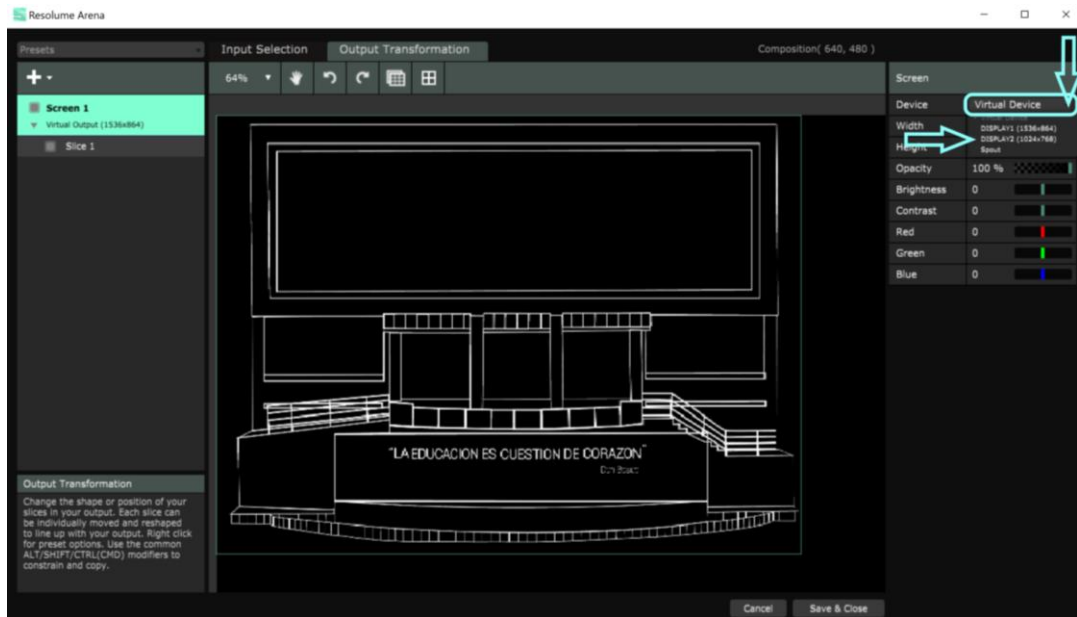 Resolume Arena
Presets
Input Selection
Output Transformation
Composition( 640, 480 )
64%
Screen 1
Virtual Output (1536x864)
Slice 1
Screen
Device
Virtual Device
Width
DISPLAY1 (1536x864)
DISPLAY2 (1024x768)
Height
Spout
Opacity
100 %
Brightness
0
Contrast
0
Red
0
Green
0
Blue
0
"LA EDUCACION ES CUESTION DE CORAZON"
Don Bosco
Output Transformation
Change the shape or position of your
slices in your output. Each slice can
be individually moved and reshaped
to line up with your output. Right click
for preset options. Use the common
ALT/SHIFT/CTRL(CMD) modifiers to
constrain and copy.
Cancel
Save & Close